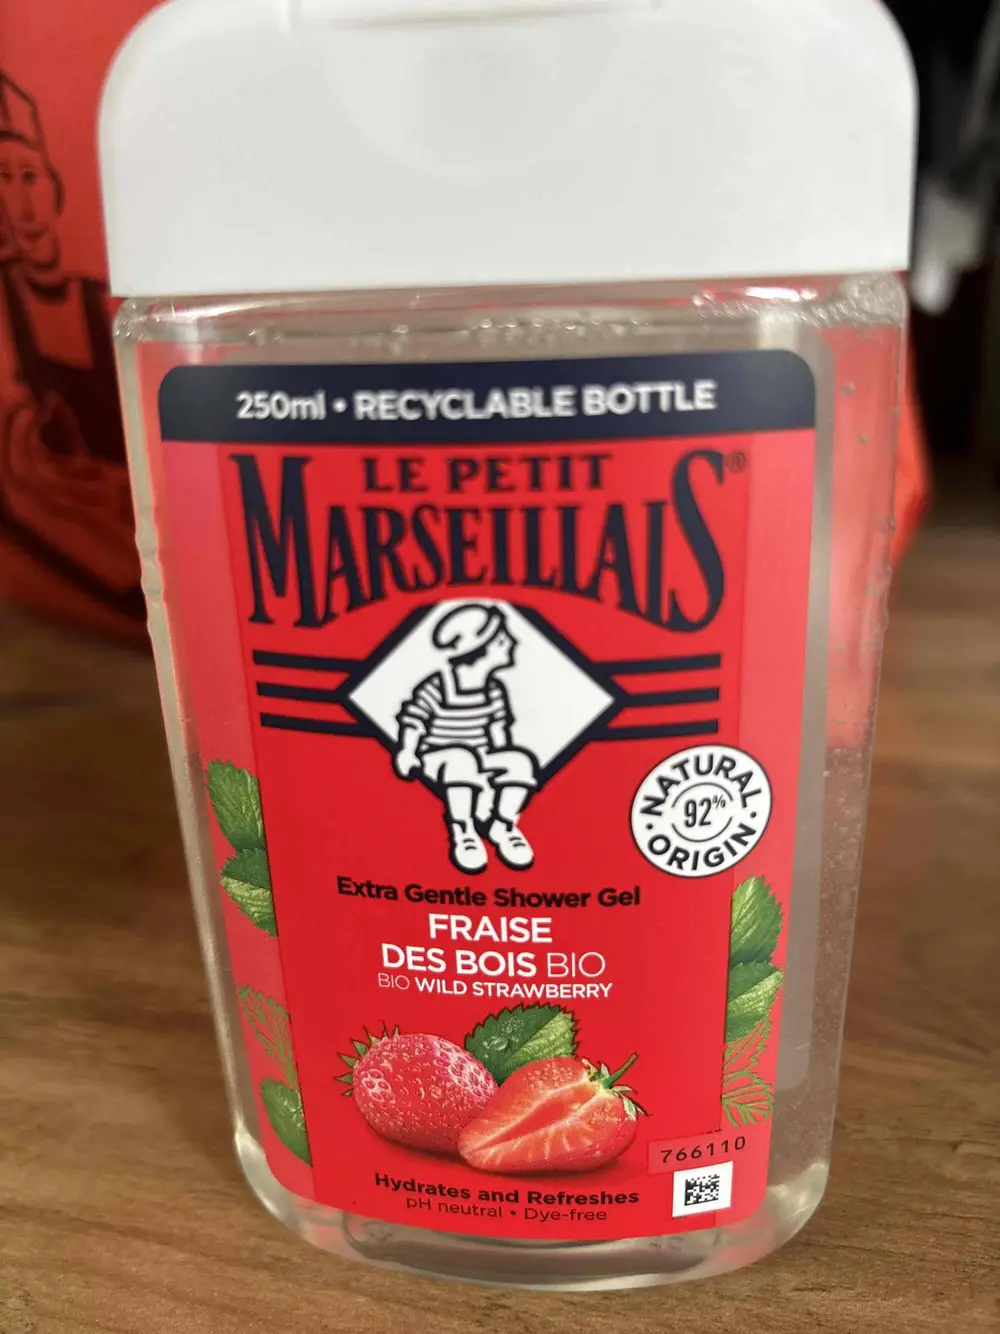 250ml • RECYCLABLE BOTTLE
LE PETIT
MARSEILLAIS®
NATURAL
92%
ORIGIN
Extra Gentle Shower Gel
FRAISE
DES BOIS BIO
BIO WILD STRAWBERRY
766110
Hydrates and Refreshes
pH neutral • Dye-free